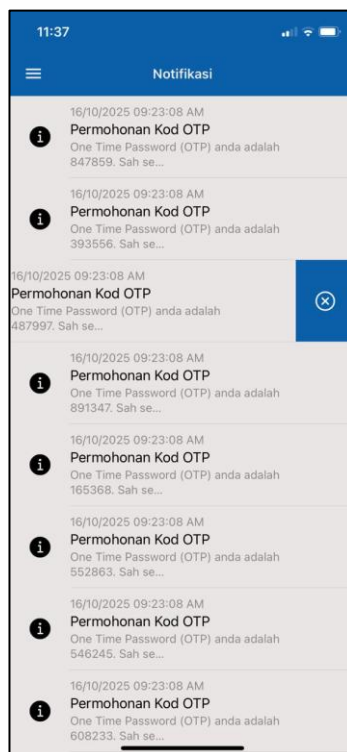 11:37
Notifikasi
16/10/2025 09:23:08 AM
Permohonan Kod OTP
One Time Password (OTP) anda adalah
847859. Sah se...
16/10/2025 09:23:08 AM
Permohonan Kod OTP
One Time Password (OTP) anda adalah
393556. Sah se...
16/10/2025 09:23:08 AM
Permohonan Kod OTP
One Time Password (OTP) anda adalah
487997. Sah se...
16/10/2025 09:23:08 AM
Permohonan Kod OTP
One Time Password (OTP) anda adalah
891347. Sah se...
16/10/2025 09:23:08 AM
Permohonan Kod OTP
One Time Password (OTP) anda adalah
165368. Sah se...
16/10/2025 09:23:08 AM
Permohonan Kod OTP
One Time Password (OTP) anda adalah
552863. Sah se...
16/10/2025 09:23:08 AM
Permohonan Kod OTP
One Time Password (OTP) anda adalah
546245. Sah se...
16/10/2025 09:23:08 AM
Permohonan Kod OTP
One Time Password (OTP) anda adalah
608233. Sah se...